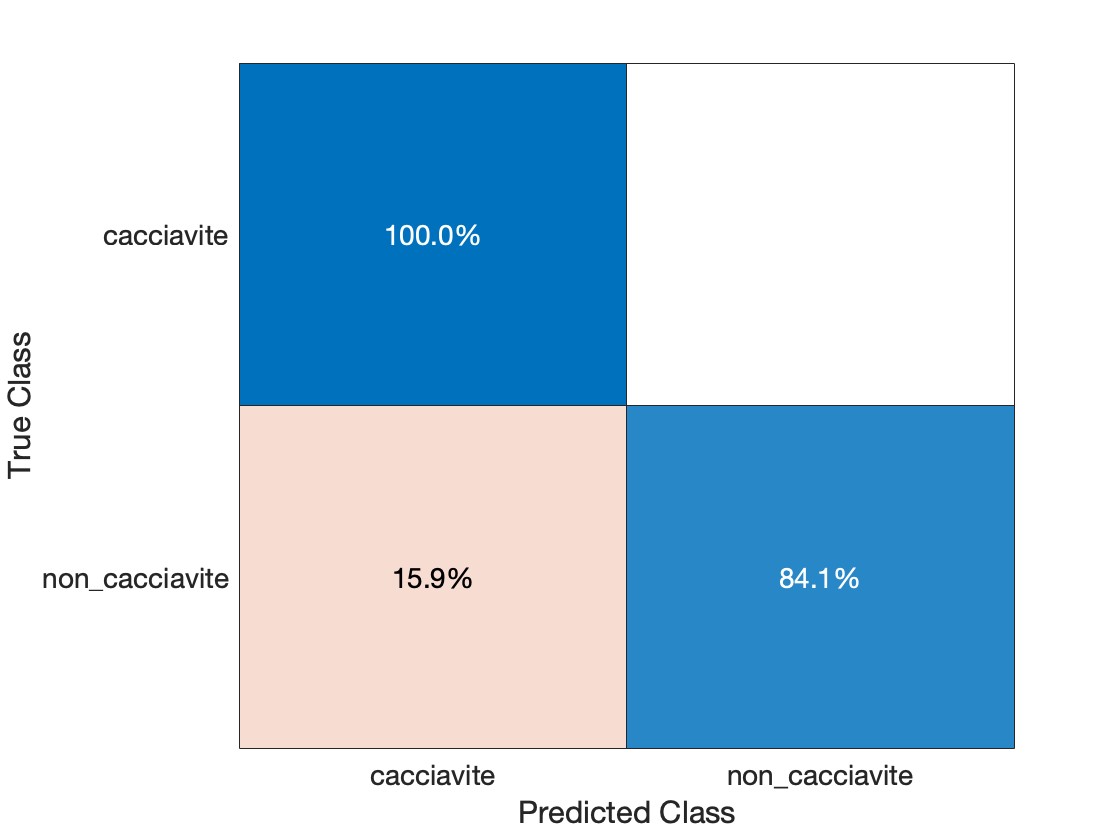 True Class
cacciavite
100.0%
non_cacciavite
15.9%
84.1%
cacciavite
non_cacciavite
Predicted Class